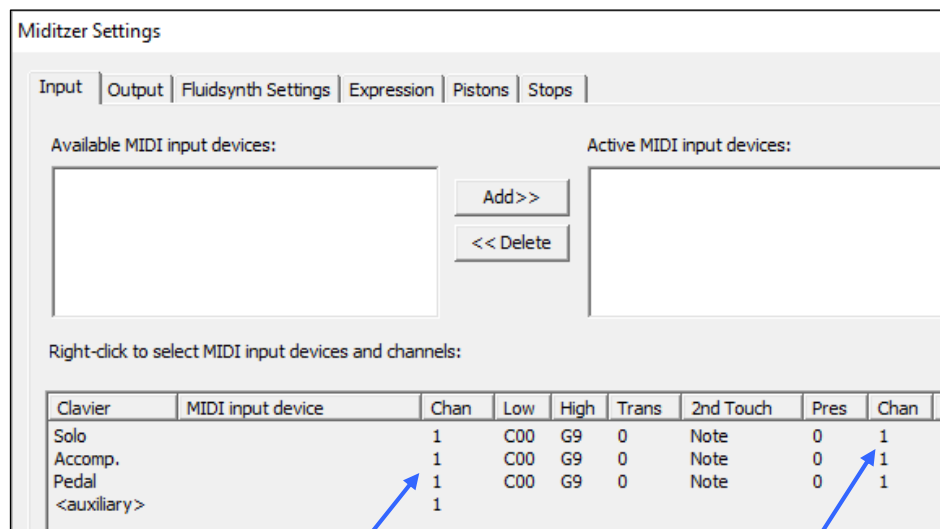 Miditzer Settings
Input Output Fluidsynth Settings Expression Pistons Stops
Available MIDI input devices: Active MIDI input devices:
Add>>
<< Delete
Right-click to select MIDI input devices and channels:
Clavier MIDI input device Chan Low High Trans 2nd Touch Pres Chan
Solo 1 C00 G9 0 Note 0 1
Accomp. 1 C00 G9 0 Note 0 1
Pedal 1 C00 G9 0 Note 0 1
<auxiliary> 1